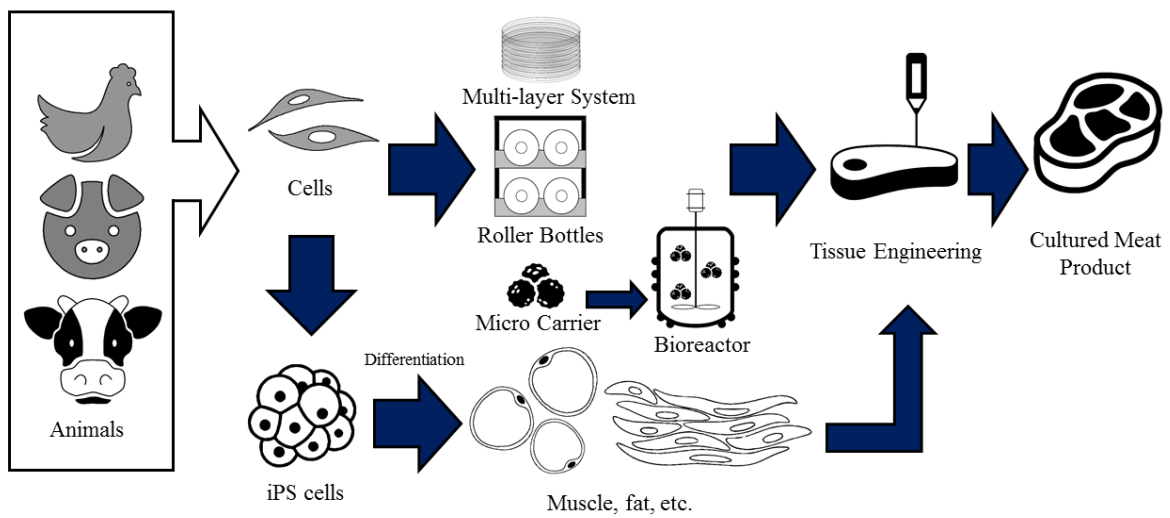 Multi-layer System
Cells
Roller Bottles
Tissue Engineering
Cultured Meat
Product
Micro Carrier
Bioreactor
Differentiation
Animals
iPS cells
Muscle, fat, etc.